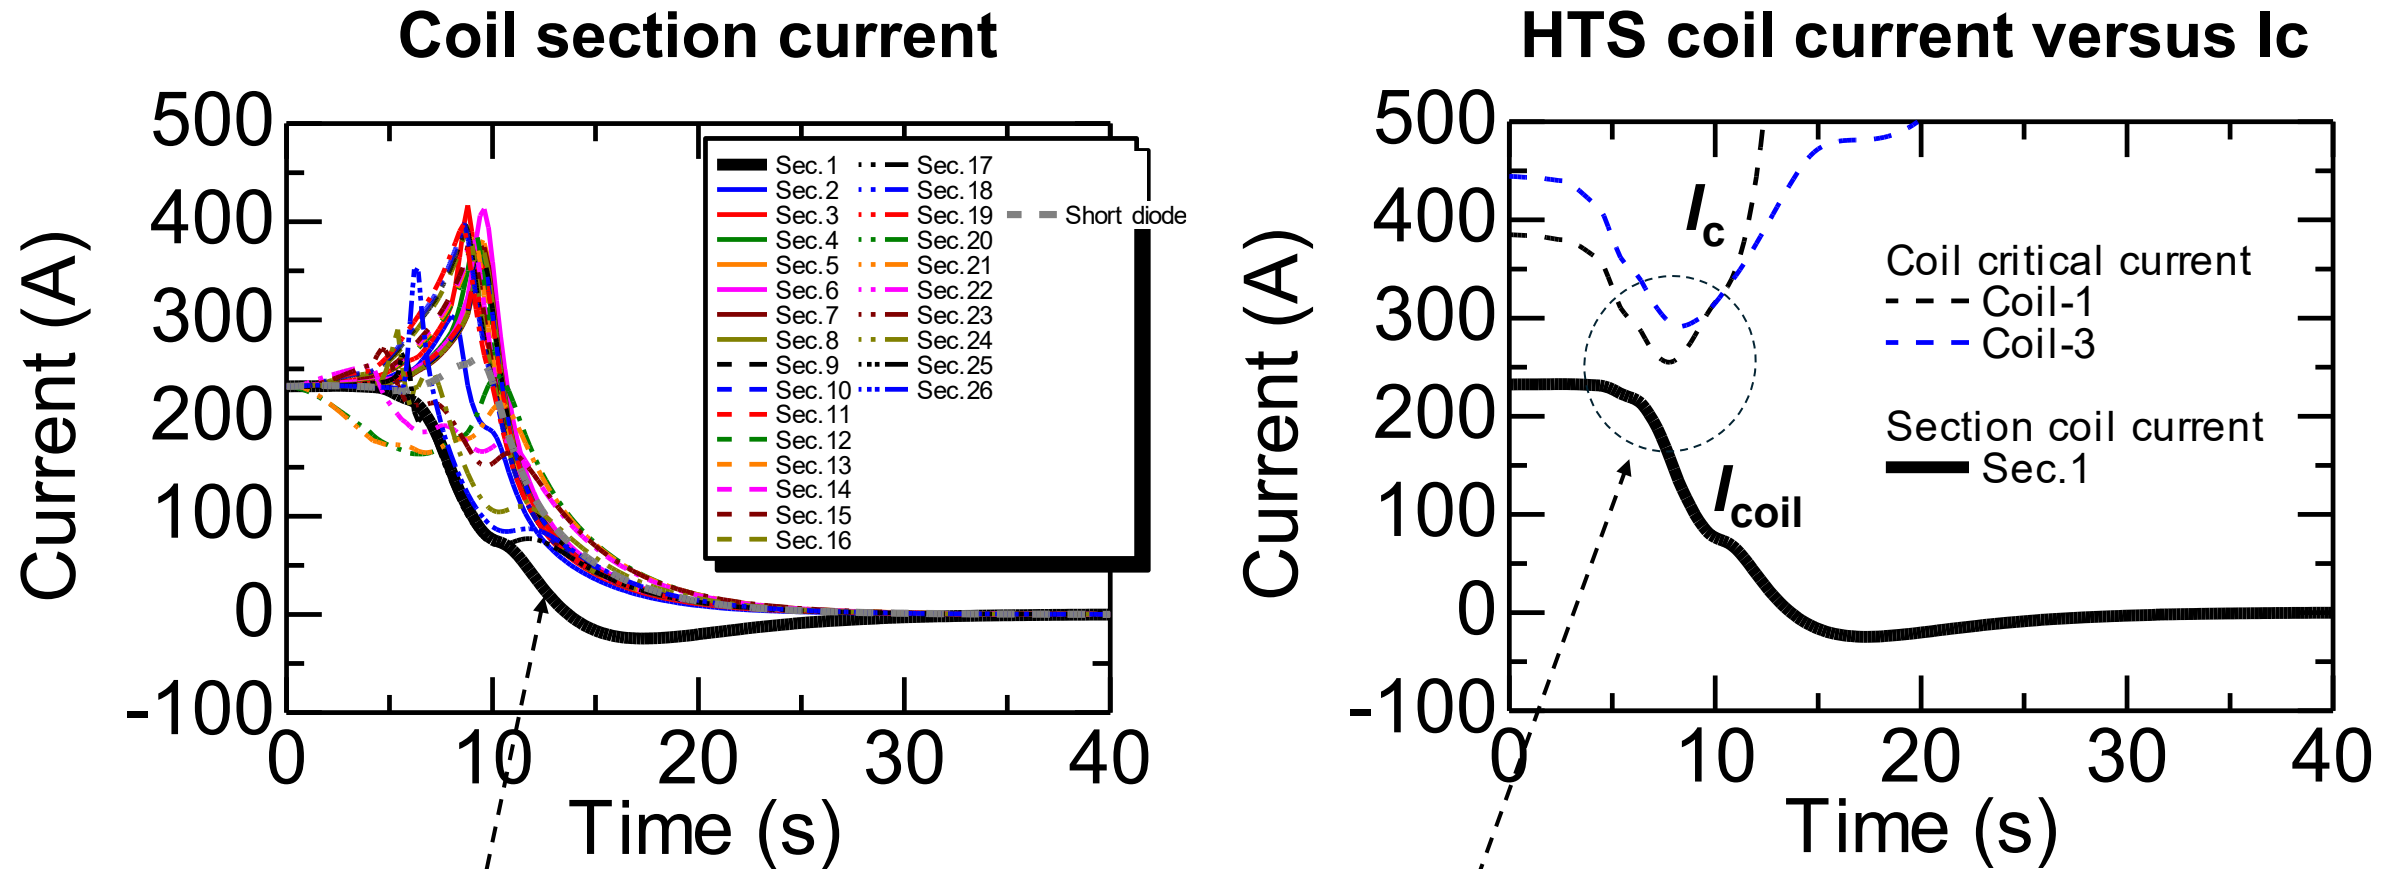 Coil section current
500
400
300
200
100
0
-100
0
10
20
30
40
Current (A)
Time (s)
Sec.1
Sec.2
Sec.3
Sec.4
Sec.5
Sec.6
Sec.7
Sec.8
Sec.9
Sec.10
Sec.11
Sec.12
Sec.13
Sec.14
Sec.15
Sec.16
Sec.17
Sec.18
Sec.19
Sec.20
Sec.21
Sec.22
Sec.23
Sec.24
Sec.25
Sec.26
Short diode
HTS coil current versus Ic
500
400
300
200
100
0
-100
0
10
20
30
40
Current (A)
Time (s)
Ic
Icoil
Coil critical current
Coil-1
Coil-3
Section coil current
Sec.1